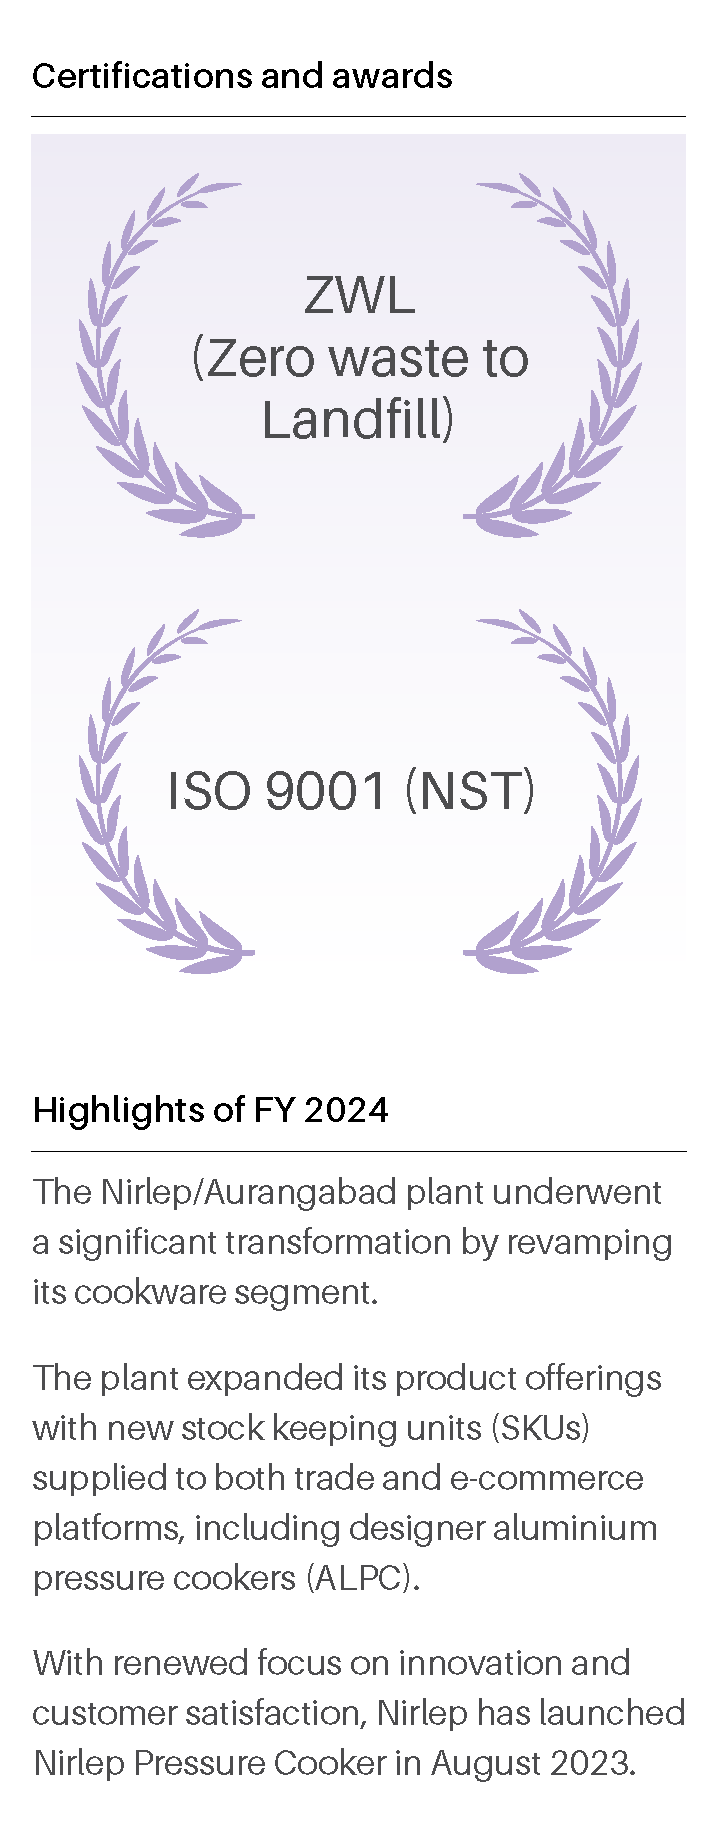 Certifications and awards
ZWL
(Zero waste to
Landfill)
ISO 9001 (NST)
Highlights of FY 2024
The Nirlep/Aurangabad plant underwent
a significant transformation by revamping
its cookware segment.
The plant expanded its product offerings
with new stock keeping units (SKUs)
supplied to both trade and e-commerce
platforms, including designer aluminium
pressure cookers (ALPC).
With renewed focus on innovation and
customer satisfaction, Nirlep has launched
Nirlep Pressure Cooker in August 2023.